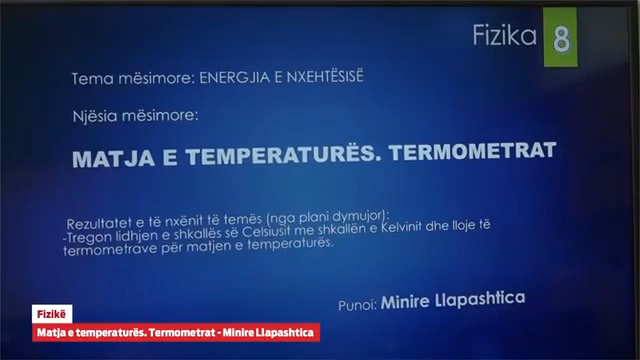 Fizika 8
Tema mësimore: ENERGJIA E NXEHTËSISË
Njësia mësimore:
MATJA E TEMPERATURËS. TERMOMETRAT
Rezultatet e të nxënit të temës (nga plani dymujor):
-Tregon lidhjen e shkallës së Celsiusit me shkallën e Kelvinit dhe lloje të
termometrave për matjen e temperaturës.
Punoi: Minire Llapashtica
Fizikë
Matja e temperaturës. Termometrat - Minire Llapashtica